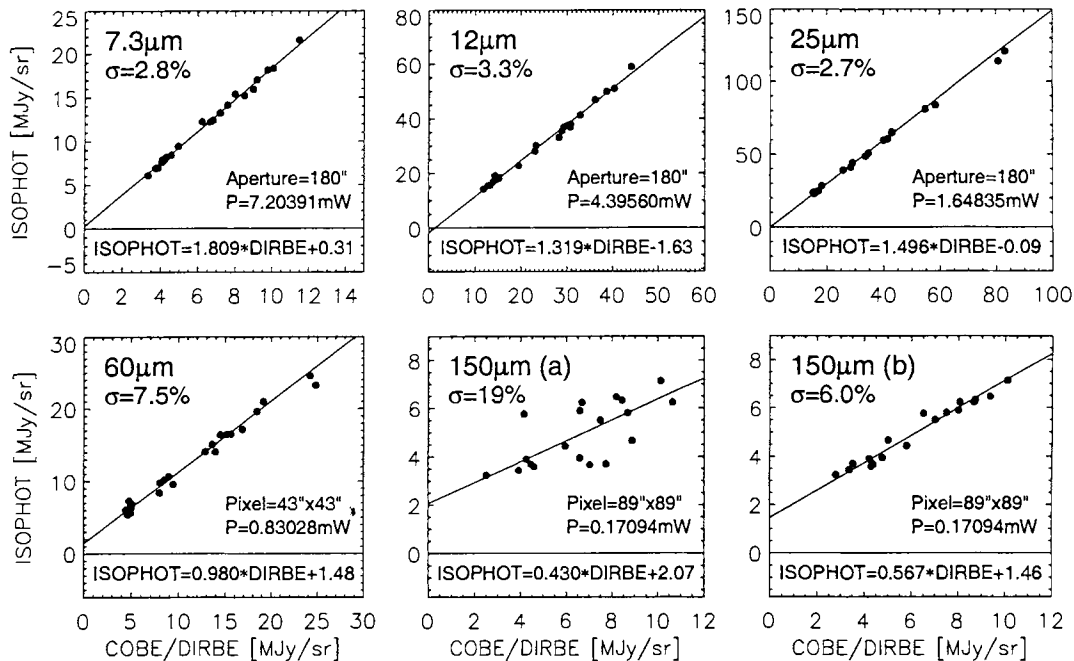 7.3μm
σ=2.8%
Aperture=180"
P=7.20391mW
ISOPHOT=1.809*DIRBE+0.31
25
20
15
10
5
0
−5
0 2 4 6 8 10 12 14
ISOPHOT [MJy/sr]
12μm
σ=3.3%
Aperture=180"
P=4.39560mW
ISOPHOT=1.319*DIRBE-1.63
80
60
40
20
0
0 10 20 30 40 50 60
25μm
σ=2.7%
Aperture=180"
P=1.64835mW
ISOPHOT=1.496*DIRBE-0.09
150
100
50
0
0 20 40 60 80 100
60μm
σ=7.5%
Pixel=43"x43"
P=0.83028mW
ISOPHOT=0.980*DIRBE+1.48
30
20
10
0
0 5 10 15 20 25 30
ISOPHOT [MJy/sr]
COBE/DIRBE [MJy/sr]
150μm (a)
σ=19%
Pixel=89"x89"
P=0.17094mW
ISOPHOT=0.430*DIRBE+2.07
8
6
4
2
0
0 2 4 6 8 10 12
COBE/DIRBE [MJy/sr]
150μm (b)
σ=6.0%
Pixel=89"x89"
P=0.17094mW
ISOPHOT=0.567*DIRBE+1.46
8
6
4
2
0
0 2 4 6 8 10 12
COBE/DIRBE [MJy/sr]